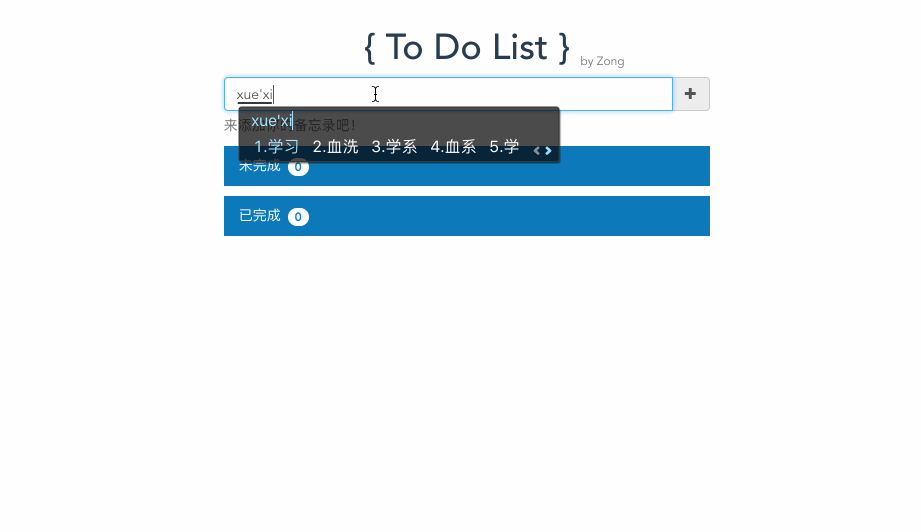 { To Do List } by Zong
xue'xi
来添加你的备忘录吧！
xue'xi
1.学习 2.血洗 3.学系 4.血系 5.学
未完成 0
已完成 0